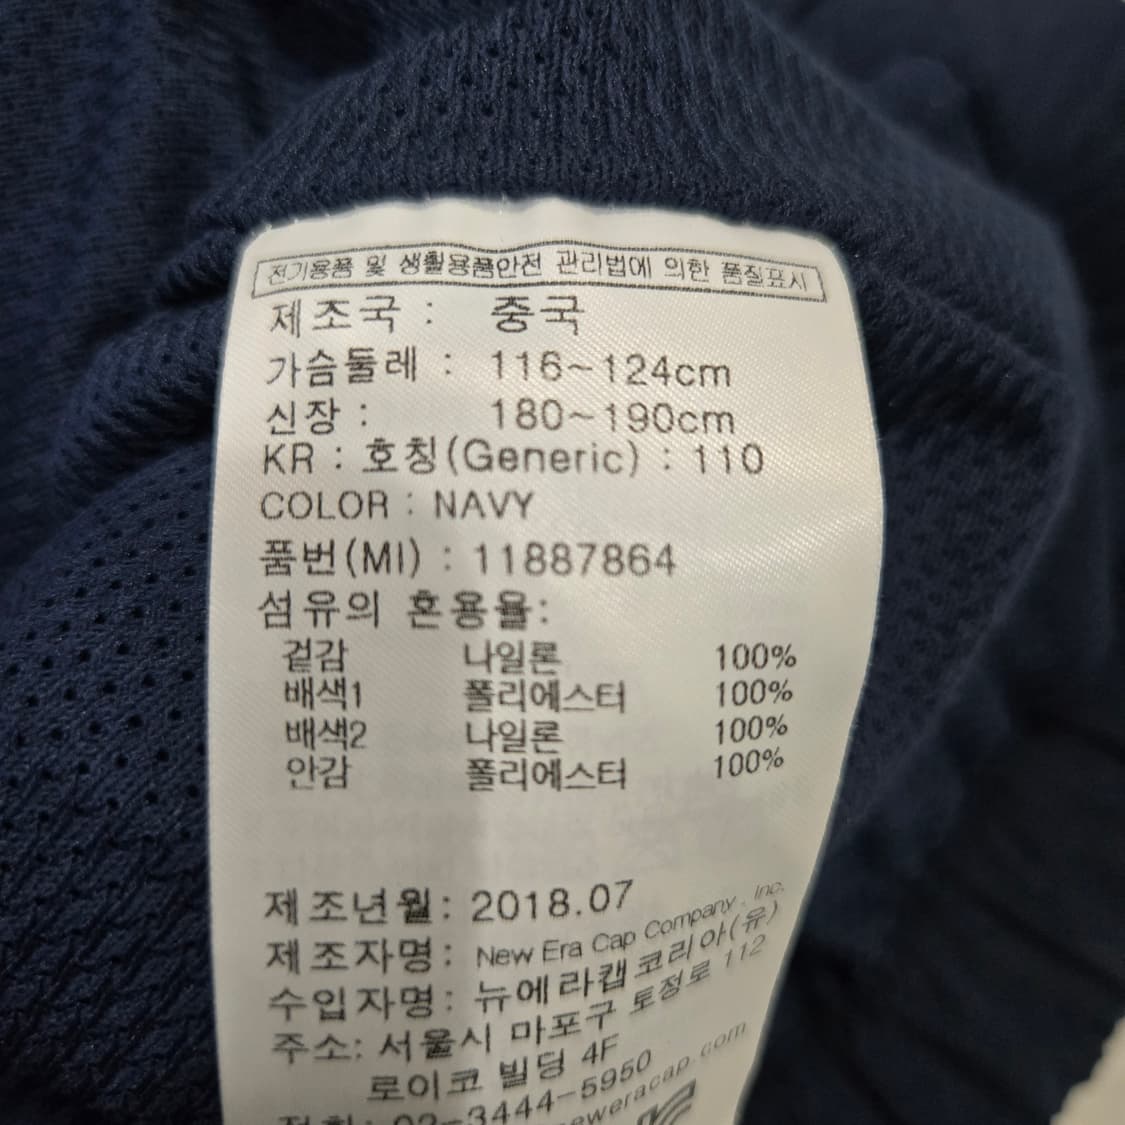 전기용품 및 생활용품안전 관리법에 의한 품질표시
제조국 : 중국
가슴둘레 : 116~124cm
신장 : 180~190cm
KR : 호칭(Generic) : 110
COLOR : NAVY
품번(MI) : 11887864
섬유의 혼용율:
겉감 나일론 100%
배색1 폴리에스터 100%
배색2 나일론 100%
안감 폴리에스터 100%
제조년월: 2018.07
제조자명: New Era Cap Company . Inc.
수입자명: 뉴에라캡코리아(유)
주소: 서울시 마포구 토정로 112
로이코 빌딩 4F
전화: 02-3444-5950
neweracap.com